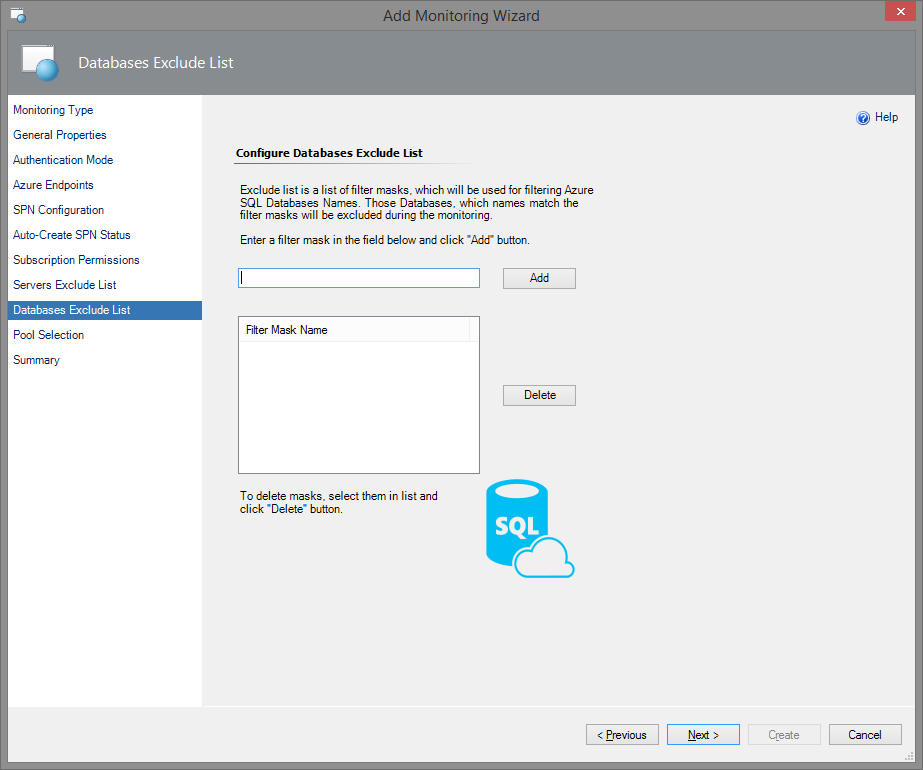 Add Monitoring Wizard
Databases Exclude List
Monitoring Type
General Properties
Authentication Mode
Azure Endpoints
SPN Configuration
Auto-Create SPN Status
Subscription Permissions
Servers Exclude List
Databases Exclude List
Pool Selection
Summary
Help
Configure Databases Exclude List
Exclude list is a list of filter masks, which will be used for filtering Azure
SQL Databases Names. Those Databases, which names match the
filter masks will be excluded during the monitoring.
Enter a filter mask in the field below and click "Add" button.
Add
Filter Mask Name
Delete
To delete masks, select them in list and
click "Delete" button.
SQL
< Previous
Next >
Create
Cancel